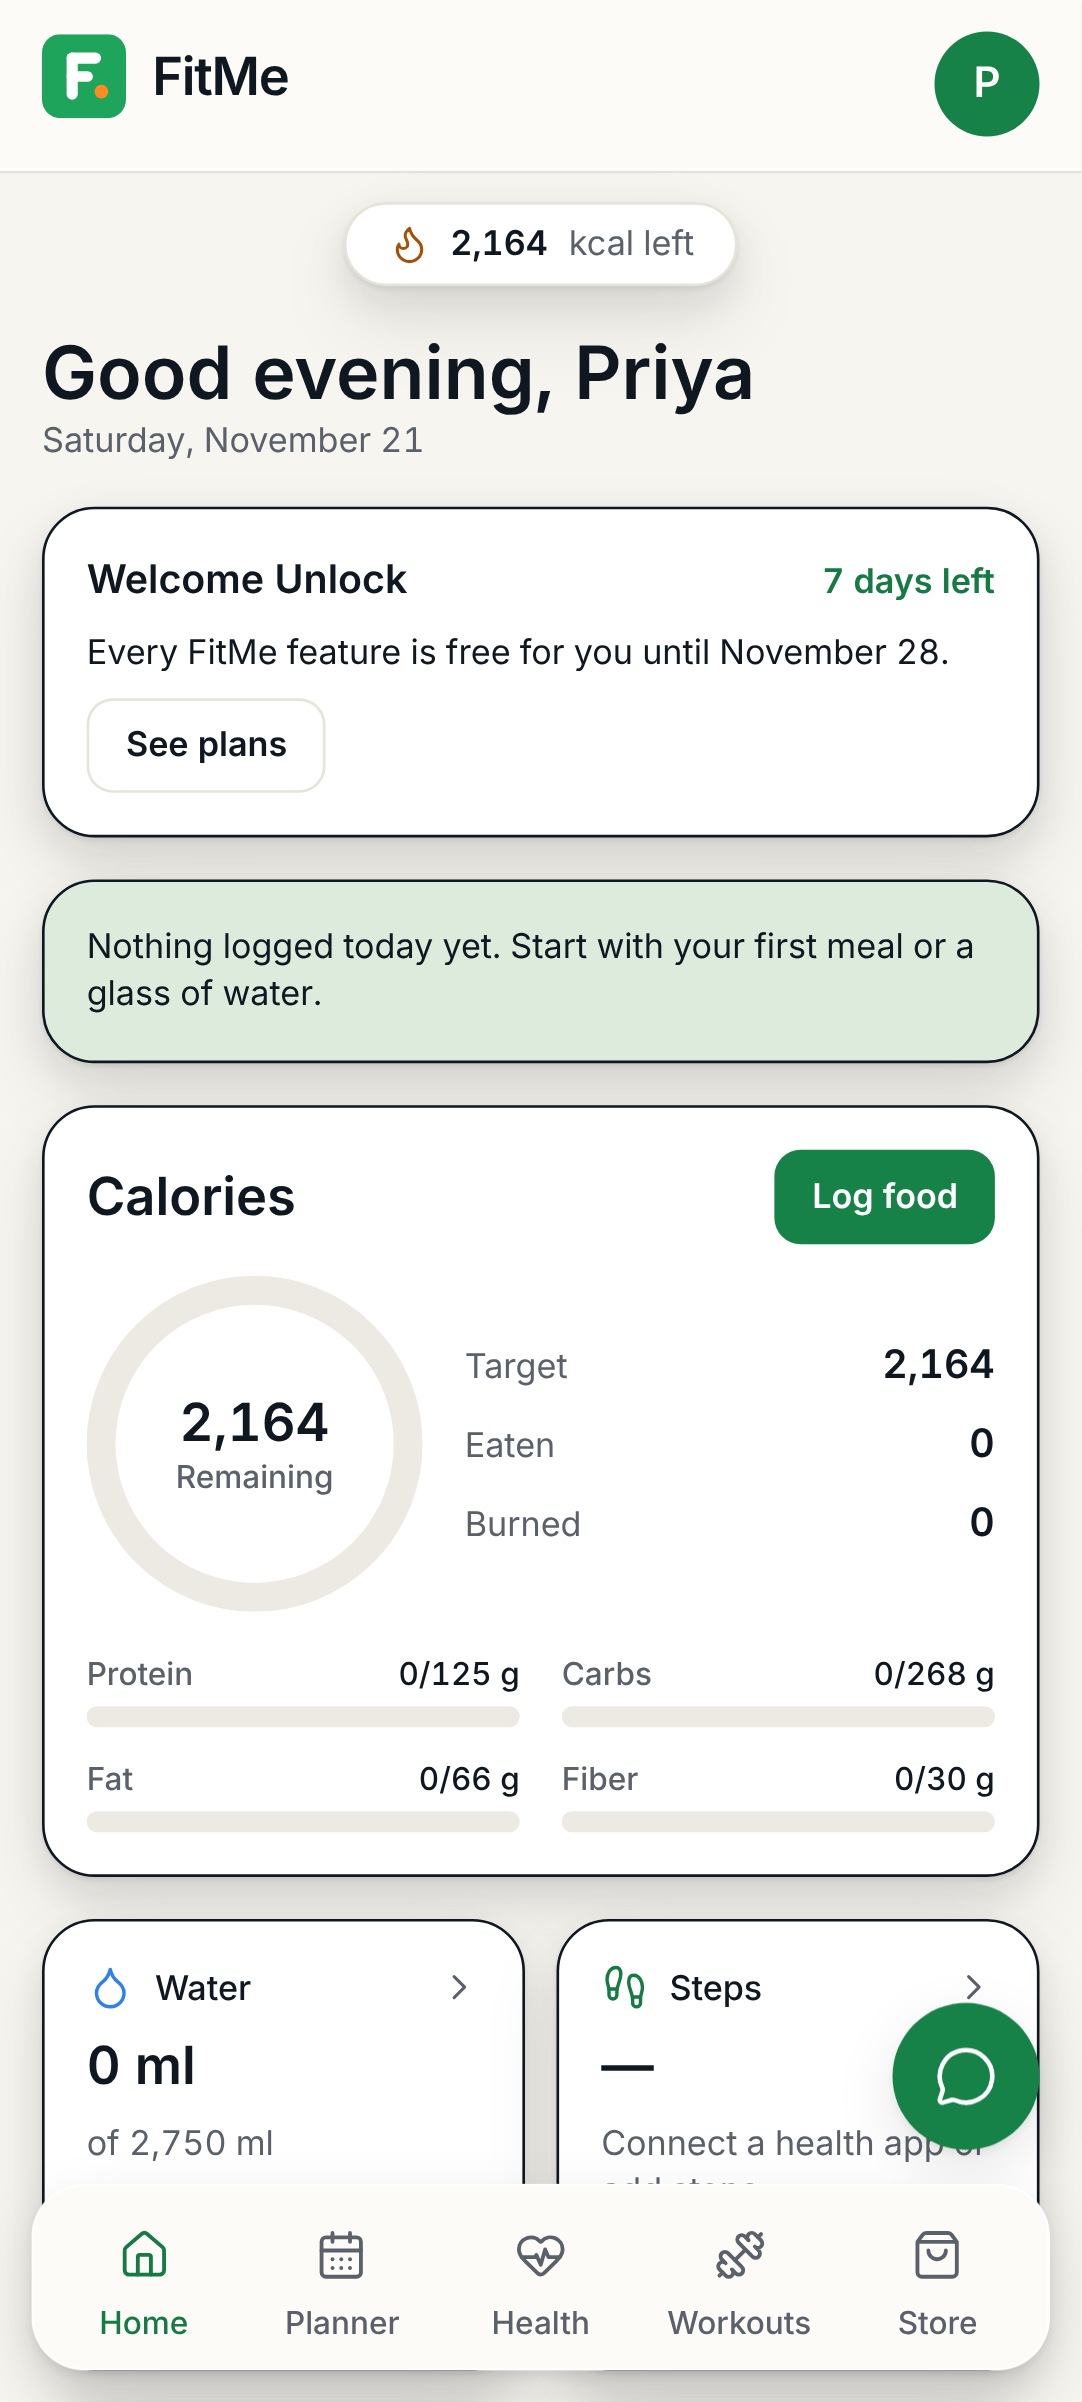 F.
FitMe
P
2,164 kcal left
Good evening, Priya
Saturday, November 21
Welcome Unlock
7 days left
Every FitMe feature is free for you until November 28.
See plans
Nothing logged today yet. Start with your first meal or a
glass of water.
Calories
Log food
2,164
Remaining
Target 2,164
Eaten 0
Burned 0
Protein 0/125 g
Carbs 0/268 g
Fat 0/66 g
Fiber 0/30 g
Water
0 ml
of 2,750 ml
Steps
—
Connect a health app or
Home
Planner
Health
Workouts
Store